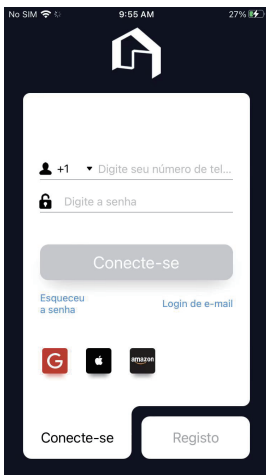 No SIM 9:55 AM 27%
+1 Digite seu número de tel...
Digite a senha
Conecte-se
Esqueceu
a senha
Login de e-mail
G amazon
Conecte-se Registo